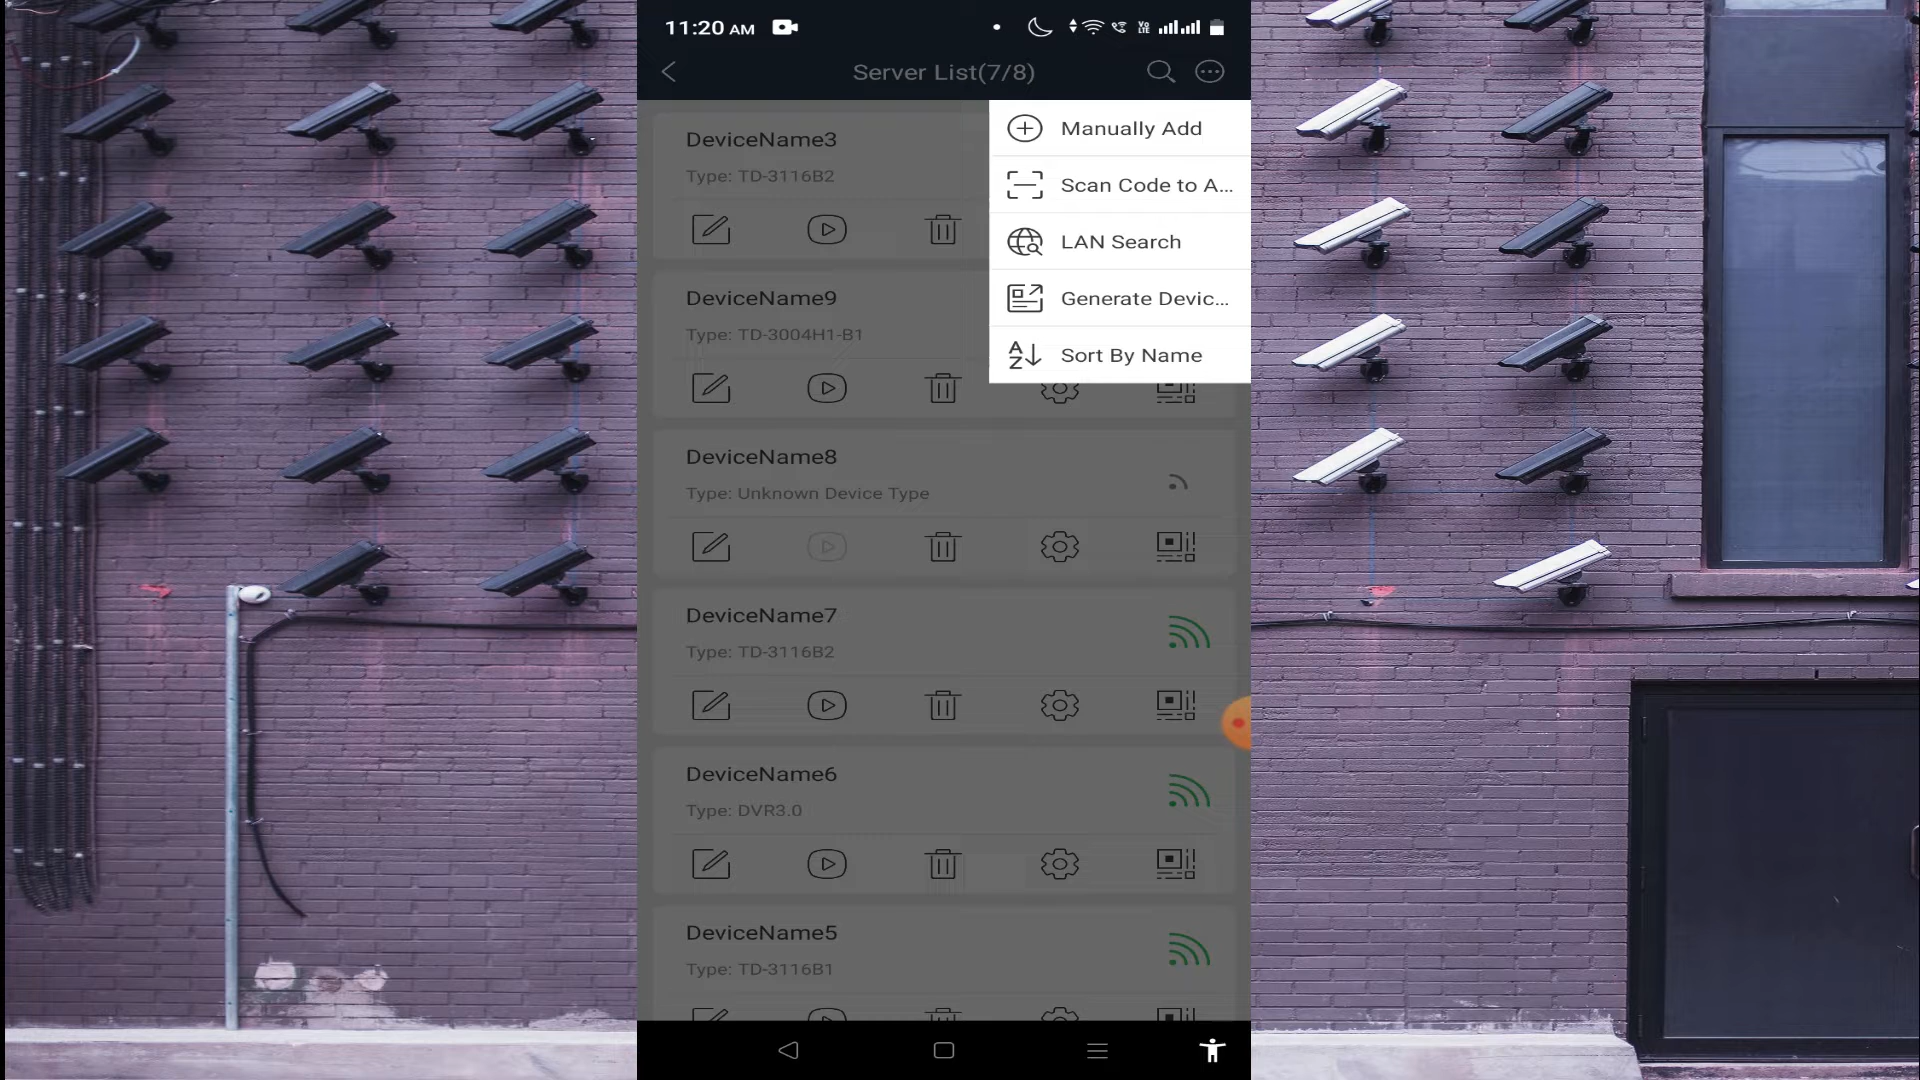 11:20 AM
Server List(7/8)
Manually Add
Scan Code to A...
LAN Search
Generate Devic...
Sort By Name
DeviceName3
Type: TD-3116B2
DeviceName9
Type: TD-3004H1-B1
DeviceName8
Type: Unknown Device Type
DeviceName7
Type: TD-3116B2
DeviceName6
Type: DVR3.0
DeviceName5
Type: TD-3116B1